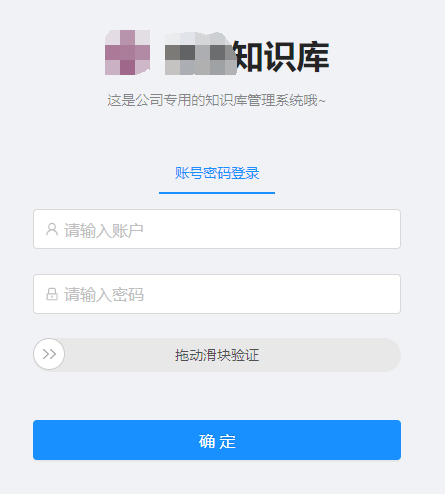 知识库
这是公司专用的知识库管理系统哦~
账号密码登录
请输入账户
请输入密码
拖动滑块验证
确 定